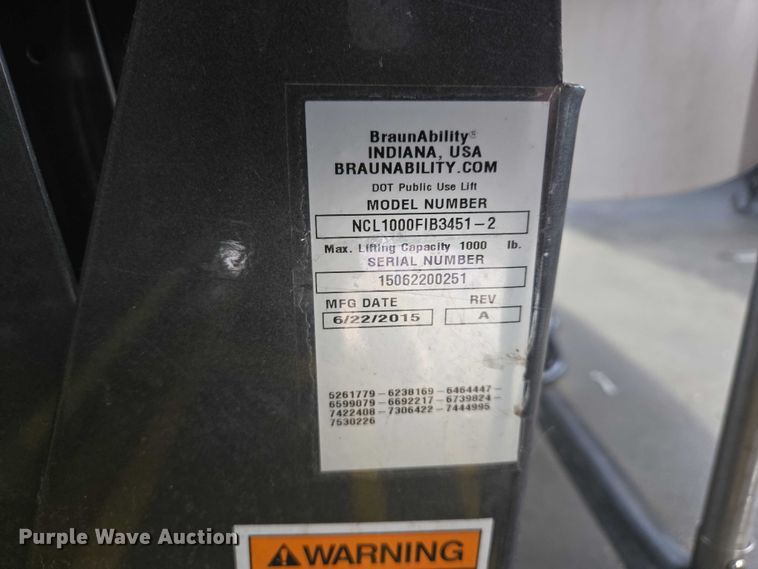 BraunAbility®
INDIANA, USA
BRAUNABILITY.COM
DOT Public Use Lift
MODEL NUMBER
NCL1000FIB3451-2
Max. Lifting Capacity 1000 lb.
SERIAL NUMBER
15062200251
MFG DATE REV
6/22/2015 A
5261779-6238169-6464447-
6599079-6692217-6739824-
7422408-7306422-7444995
7530226
WARNING
Purple Wave Auction